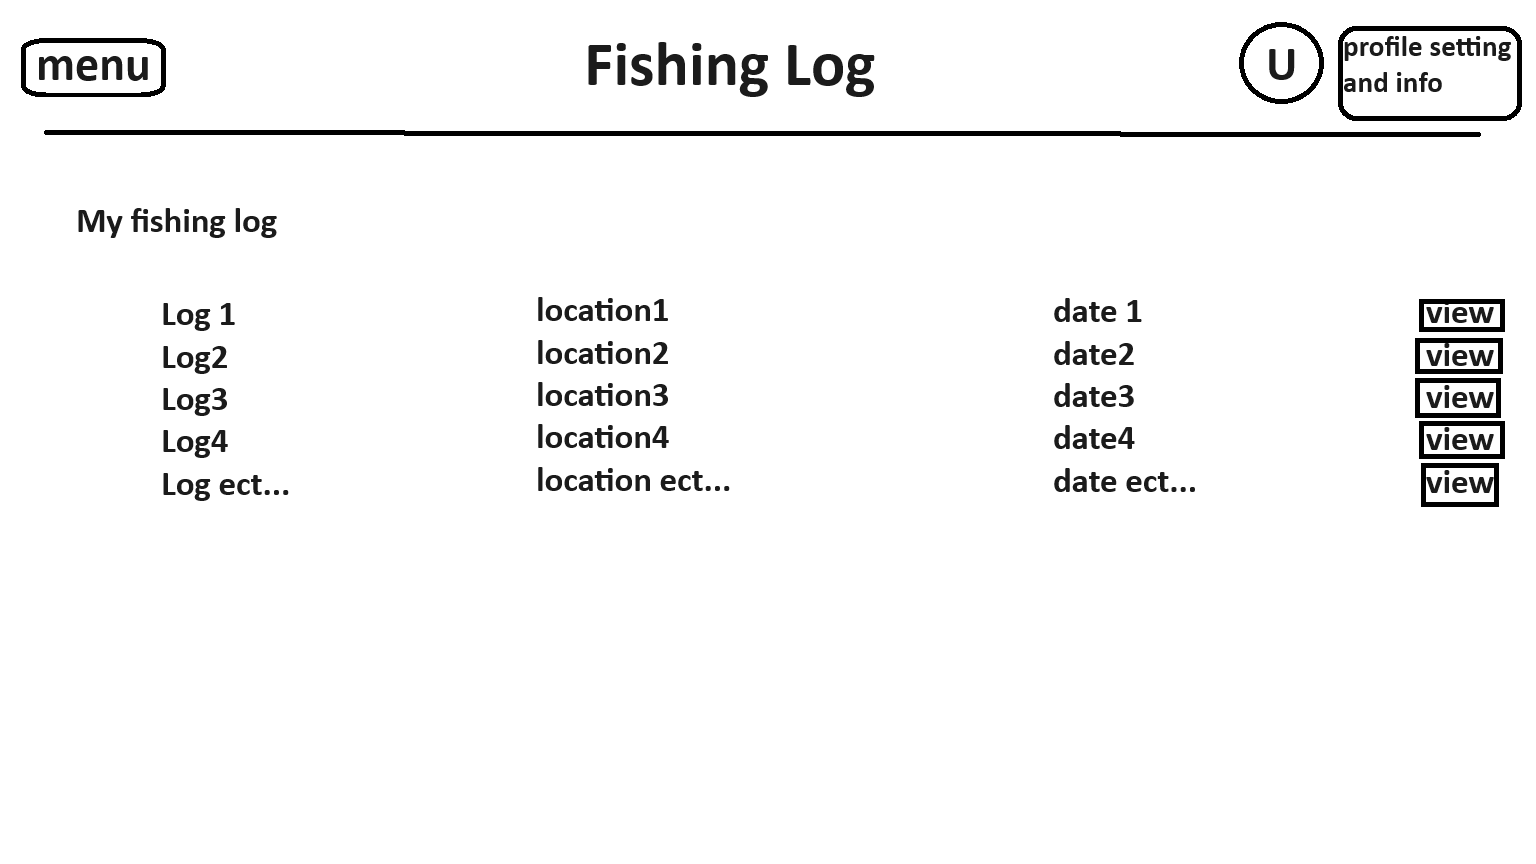 menu
Fishing Log
U
profile setting
and info
My fishing log
Log 1 location1 date 1 view
Log2 location2 date2 view
Log3 location3 date3 view
Log4 location4 date4 view
Log ect... location ect... date ect... view